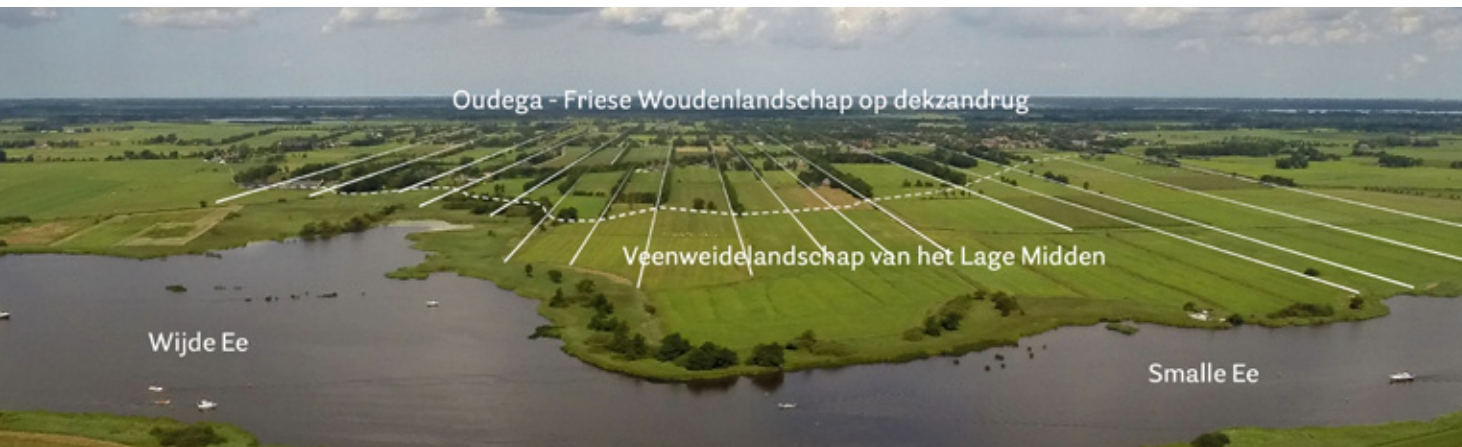 Oudega - Friese Woudenlandschap op dekzandrug
Veenweidelandschap van het Lage Midden
Wijde Ee
Smalle Ee